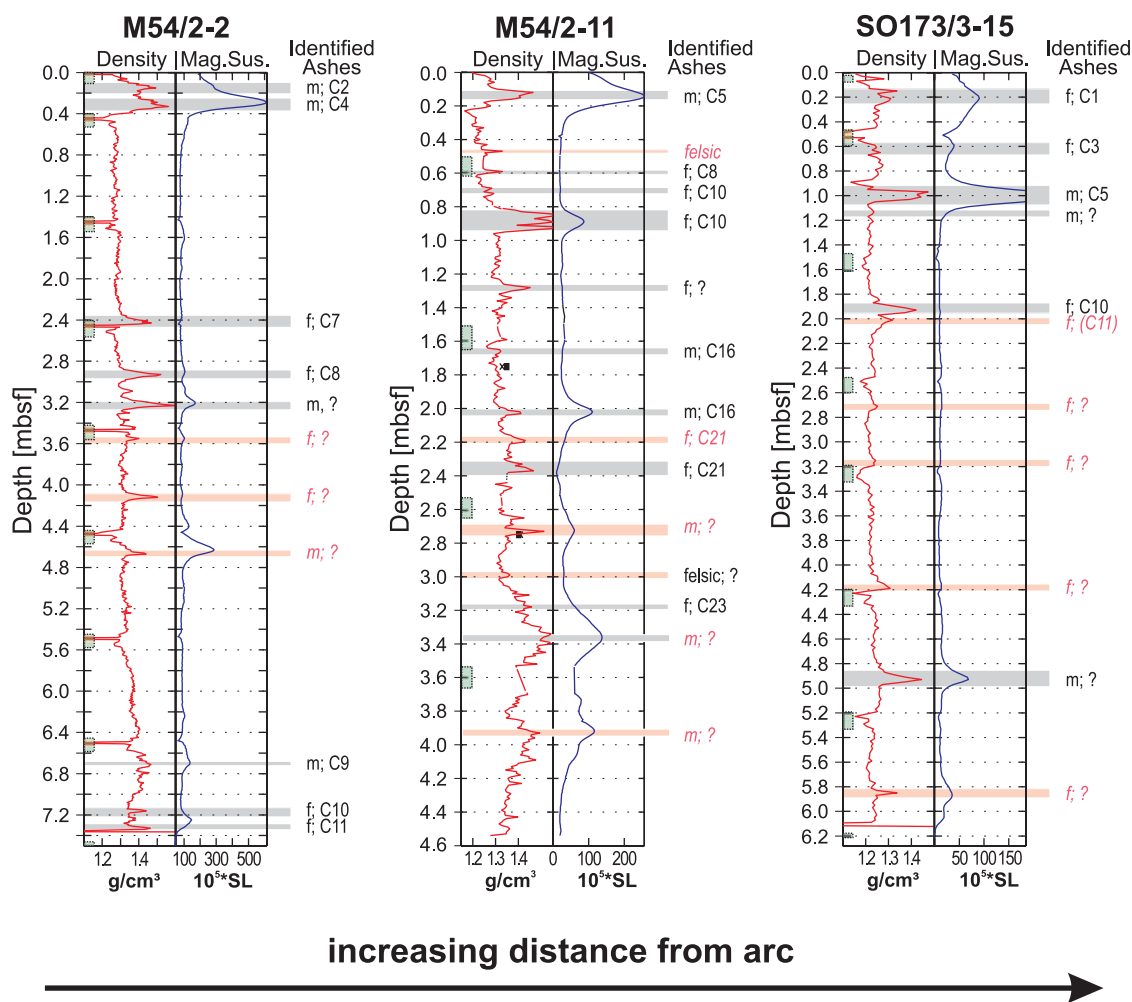 M54/2-2
M54/2-11
SO173/3-15
Density Mag.Sus. Identified Ashes
Density Mag.Sus. Identified Ashes
Density Mag.Sus. Identified Ashes
Depth [mbsf]
0.0
0.4
0.8
1.2
1.6
2.0
2.4
2.8
3.2
3.6
4.0
4.4
4.8
5.2
5.6
6.0
6.4
6.8
7.2
m; C2
m; C4
f; C7
f; C8
m, ?
f; ?
f; ?
m; ?
m; C9
f; C10
f; C11
1.2 1.4 100 300 500
g/cm³ 10⁵*SL
Depth [mbsf]
0.0
0.2
0.4
0.6
0.8
1.0
1.2
1.4
1.6
1.8
2.0
2.2
2.4
2.6
2.8
3.0
3.2
3.4
3.6
3.8
4.0
4.2
4.4
4.6
m; C5
felsic
f; C8
f; C10
f; C10
f; ?
m; C16
m; C16
f; C21
f; C21
m; ?
felsic; ?
f; C23
m; ?
m; ?
x
1.2 1.3 1.4 0 100 200
g/cm³ 10⁵*SL
Depth [mbsf]
0.0
0.2
0.4
0.6
0.8
1.0
1.2
1.4
1.6
1.8
2.0
2.2
2.4
2.6
2.8
3.0
3.2
3.4
3.6
3.8
4.0
4.2
4.4
4.6
4.8
5.0
5.2
5.4
5.6
5.8
6.0
6.2
f; C1
f; C3
m; C5
m; ?
f; C10
f; (C11)
f; ?
f; ?
f; ?
m; ?
f; ?
1.2 1.3 1.4 50 100 150
g/cm³ 10⁵*SL
increasing distance from arc